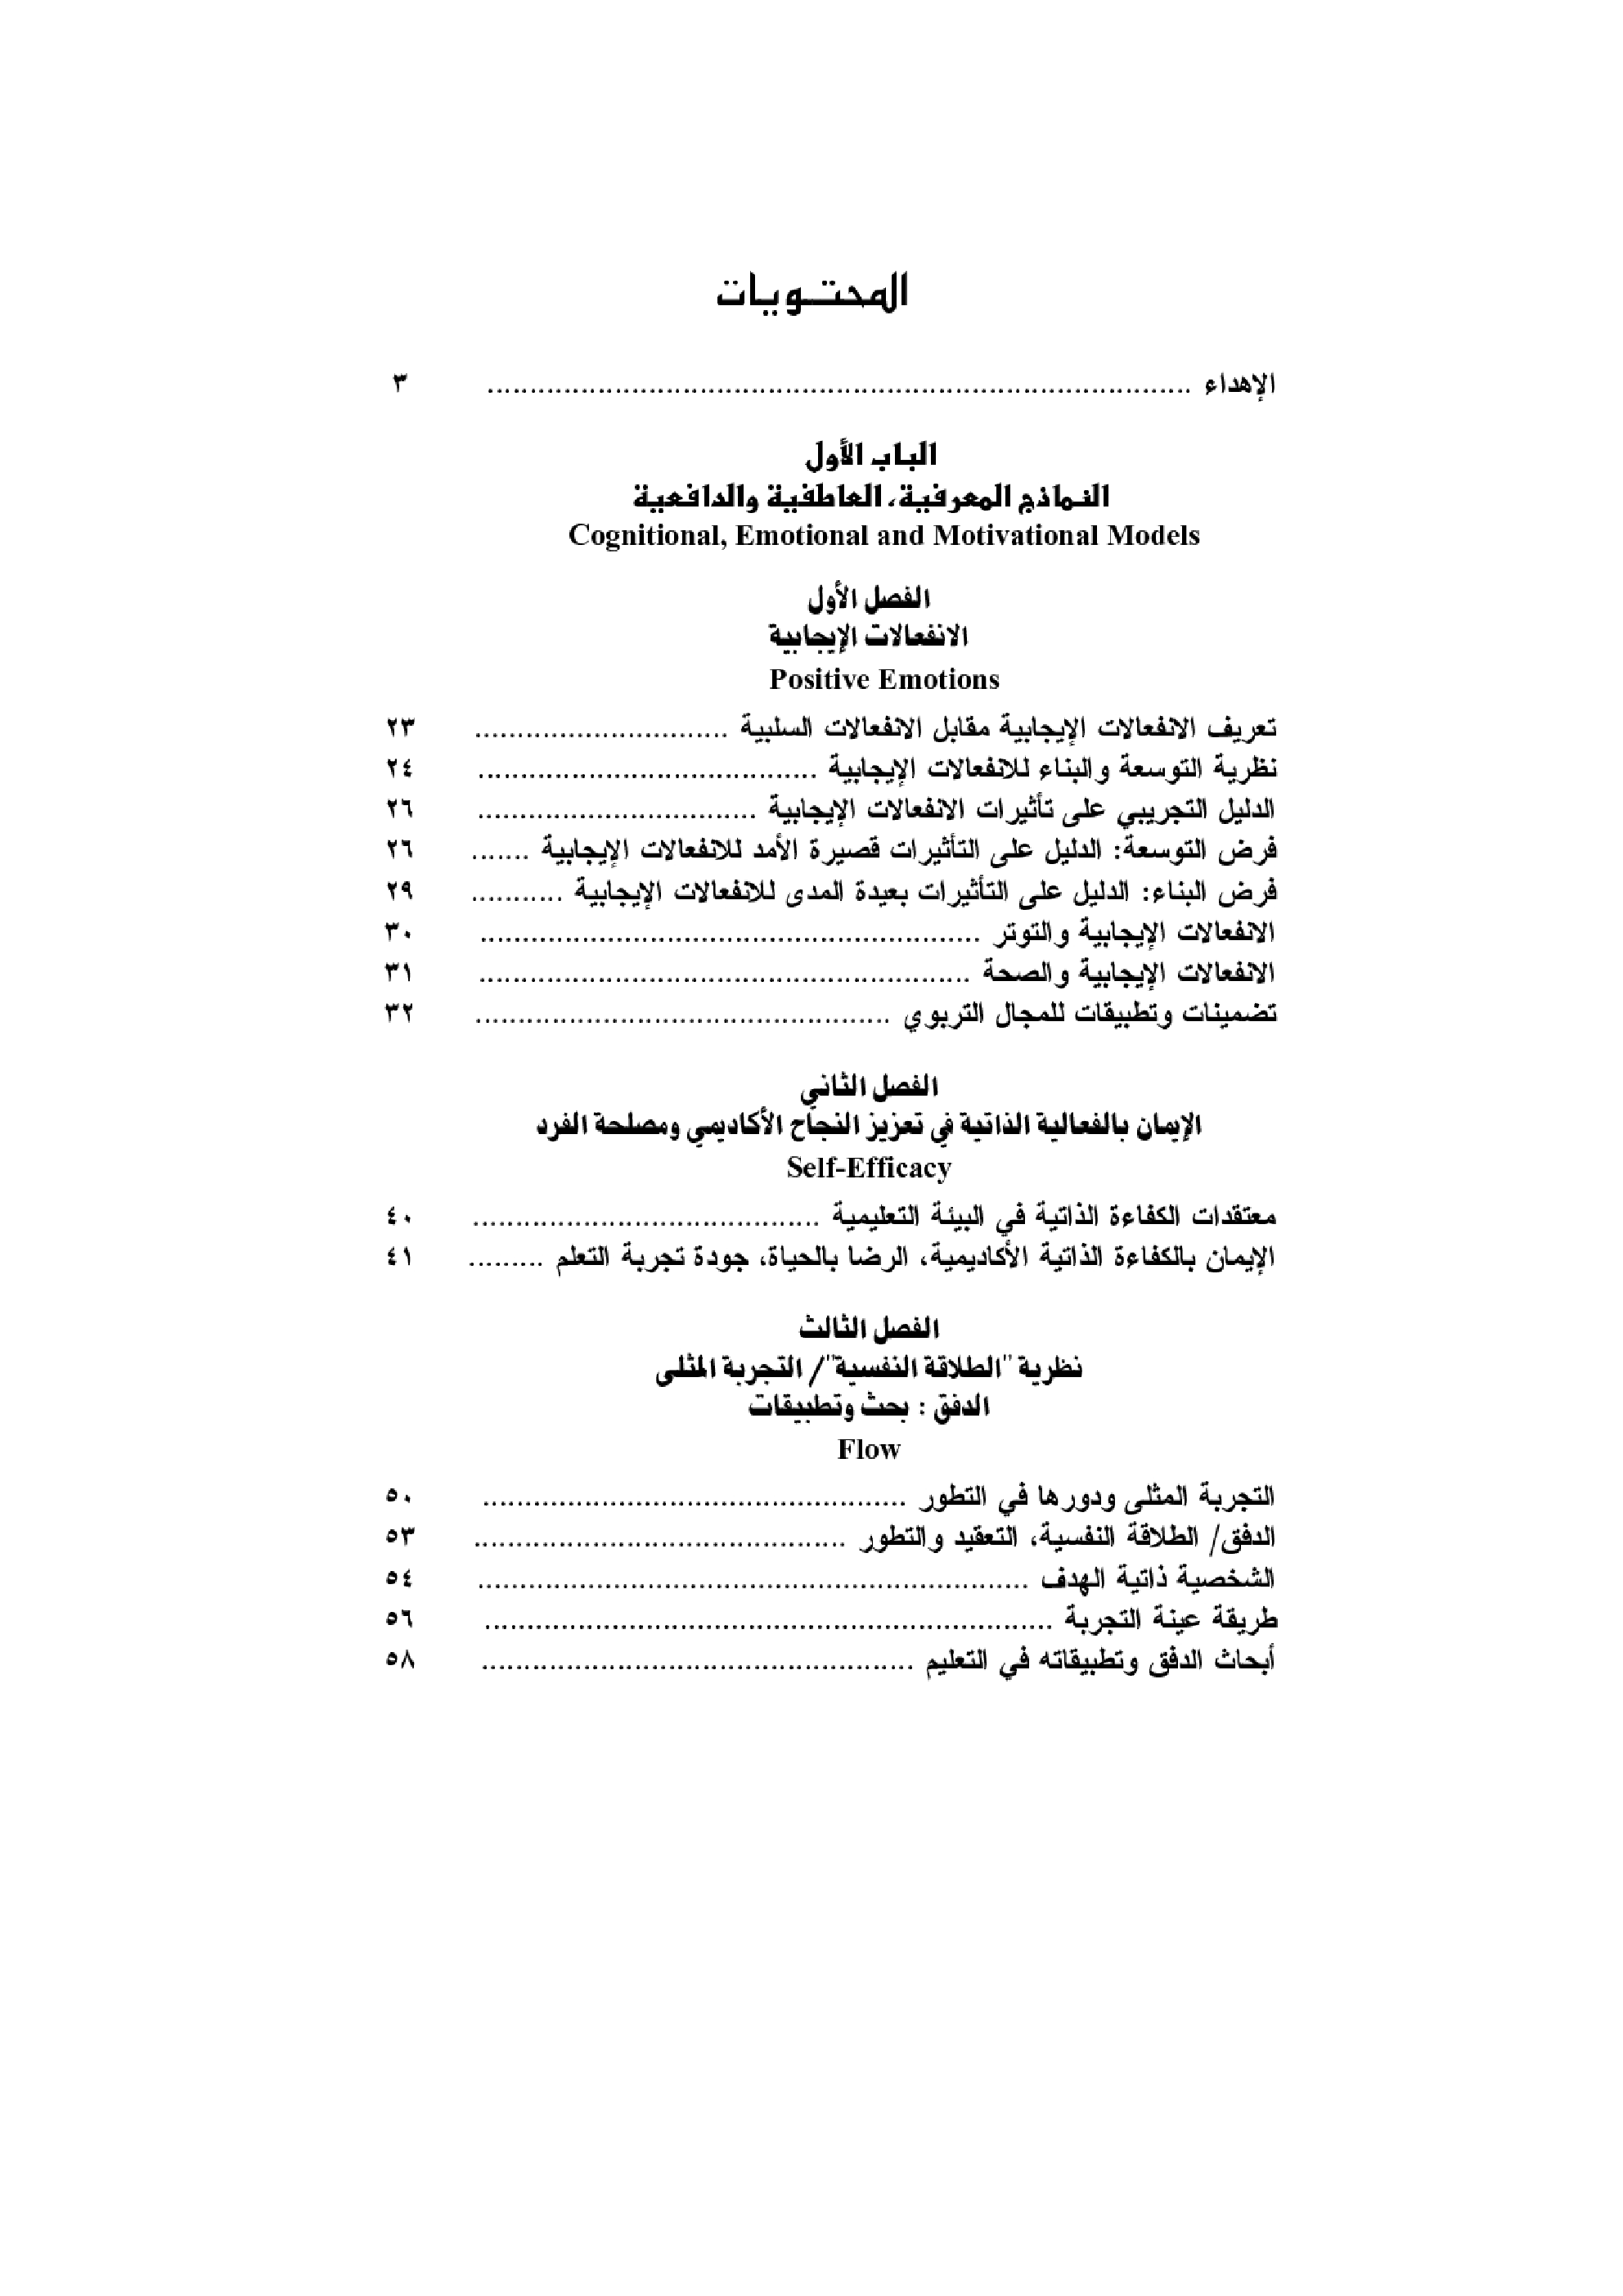 المحتـويـات
الإهداء ................................................................................ ٣
الباب الأول
النماذج المعرفية، العاطفية والدافعية
Cognitional, Emotional and Motivational Models
الفصل الأول
الانفعالات الإيجابية
Positive Emotions
تعريف الانفعالات الإيجابية مقابل الانفعالات السلبية .............................. ٢٣
نظرية التوسعة والبناء للانفعالات الإيجابية ........................................ ٢٤
الدليل التجريبي على تأثيرات الانفعالات الإيجابية ................................. ٢٦
فرض التوسعة: الدليل على التأثيرات قصيرة الأمد للانفعالات الإيجابية ....... ٢٦
فرض البناء: الدليل على التأثيرات بعيدة المدى للانفعالات الإيجابية ........... ٢٩
الانفعالات الإيجابية والتوتر ........................................................... ٣٠
الانفعالات الإيجابية والصحة .......................................................... ٣١
تضمينات وتطبيقات للمجال التربوي ................................................. ٣٢
الفصل الثاني
الإيمان بالفعالية الذاتية في تعزيز النجاح الأكاديمي ومصلحة الفرد
Self-Efficacy
معتقدات الكفاءة الذاتية في البيئة التعليمية ......................................... ٤٠
الإيمان بالكفاءة الذاتية الأكاديمية، الرضا بالحياة، جودة تجربة التعلم ......... ٤١
الفصل الثالث
نظرية "الطلاقة النفسية"/ التجربة المثلى
الدفق : بحث وتطبيقات
Flow
التجربة المثلى ودورها في التطور .................................................. ٥٠
الدفق/ الطلاقة النفسية، التعقيد والتطور ............................................ ٥٣
الشخصية ذاتية الهدف ................................................................. ٥٤
طريقة عينة التجربة ................................................................... ٥٦
أبحاث الدفق وتطبيقاته في التعليم ................................................... ٥٨